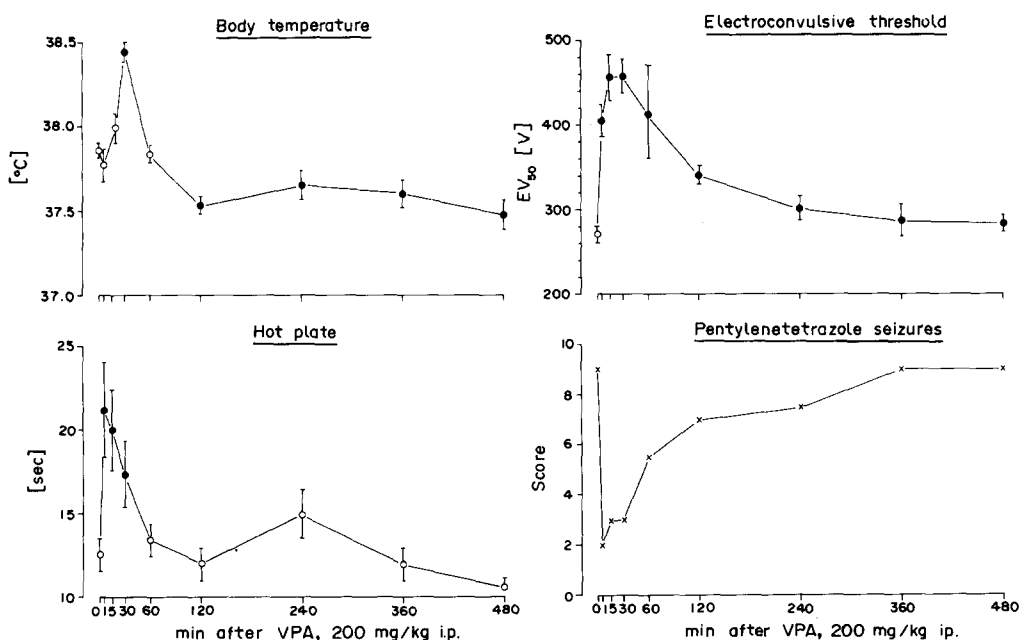 Body temperature
38.5
38.0
37.5
37.0
[°C]
Electroconvulsive threshold
500
400
300
200
EV50 [V]
Hot plate
25
20
15
10
[sec]
0 15 30 60 120 240 360 480
min after VPA, 200 mg/kg i.p.
Pentylenetetrazole seizures
10
8
6
4
2
0
Score
0 15 30 60 120 240 360 480
min after VPA, 200 mg/kg ip.